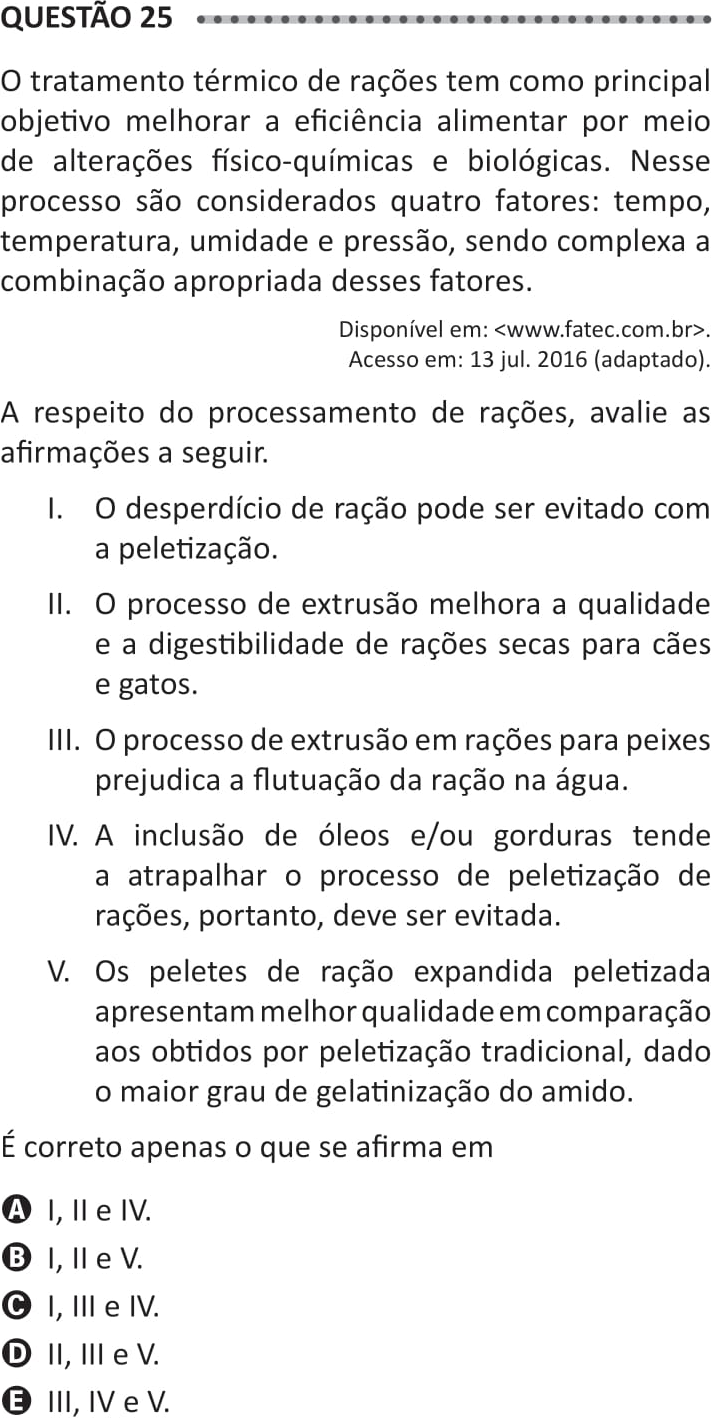 QUESTÃO 25
O tratamento térmico de rações tem como principal
objetivo melhorar a eficiência alimentar por meio
de alterações físico-químicas e biológicas. Nesse
processo são considerados quatro fatores: tempo,
temperatura, umidade e pressão, sendo complexa a
combinação apropriada desses fatores.
Disponível em: <www.fatec.com.br>.
Acesso em: 13 jul. 2016 (adaptado).
A respeito do processamento de rações, avalie as
afirmações a seguir.
I. O desperdício de ração pode ser evitado com
a peletização.
II. O processo de extrusão melhora a qualidade
e a digestibilidade de rações secas para cães
e gatos.
III. O processo de extrusão em rações para peixes
prejudica a flutuação da ração na água.
IV. A inclusão de óleos e/ou gorduras tende
a atrapalhar o processo de peletização de
rações, portanto, deve ser evitada.
V. Os peletes de ração expandida peletizada
apresentam melhor qualidade em comparação
aos obtidos por peletização tradicional, dado
o maior grau de gelatinização do amido.
É correto apenas o que se afirma em
A I, II e IV.
B I, II e V.
C I, III e IV.
D II, III e V.
E III, IV e V.